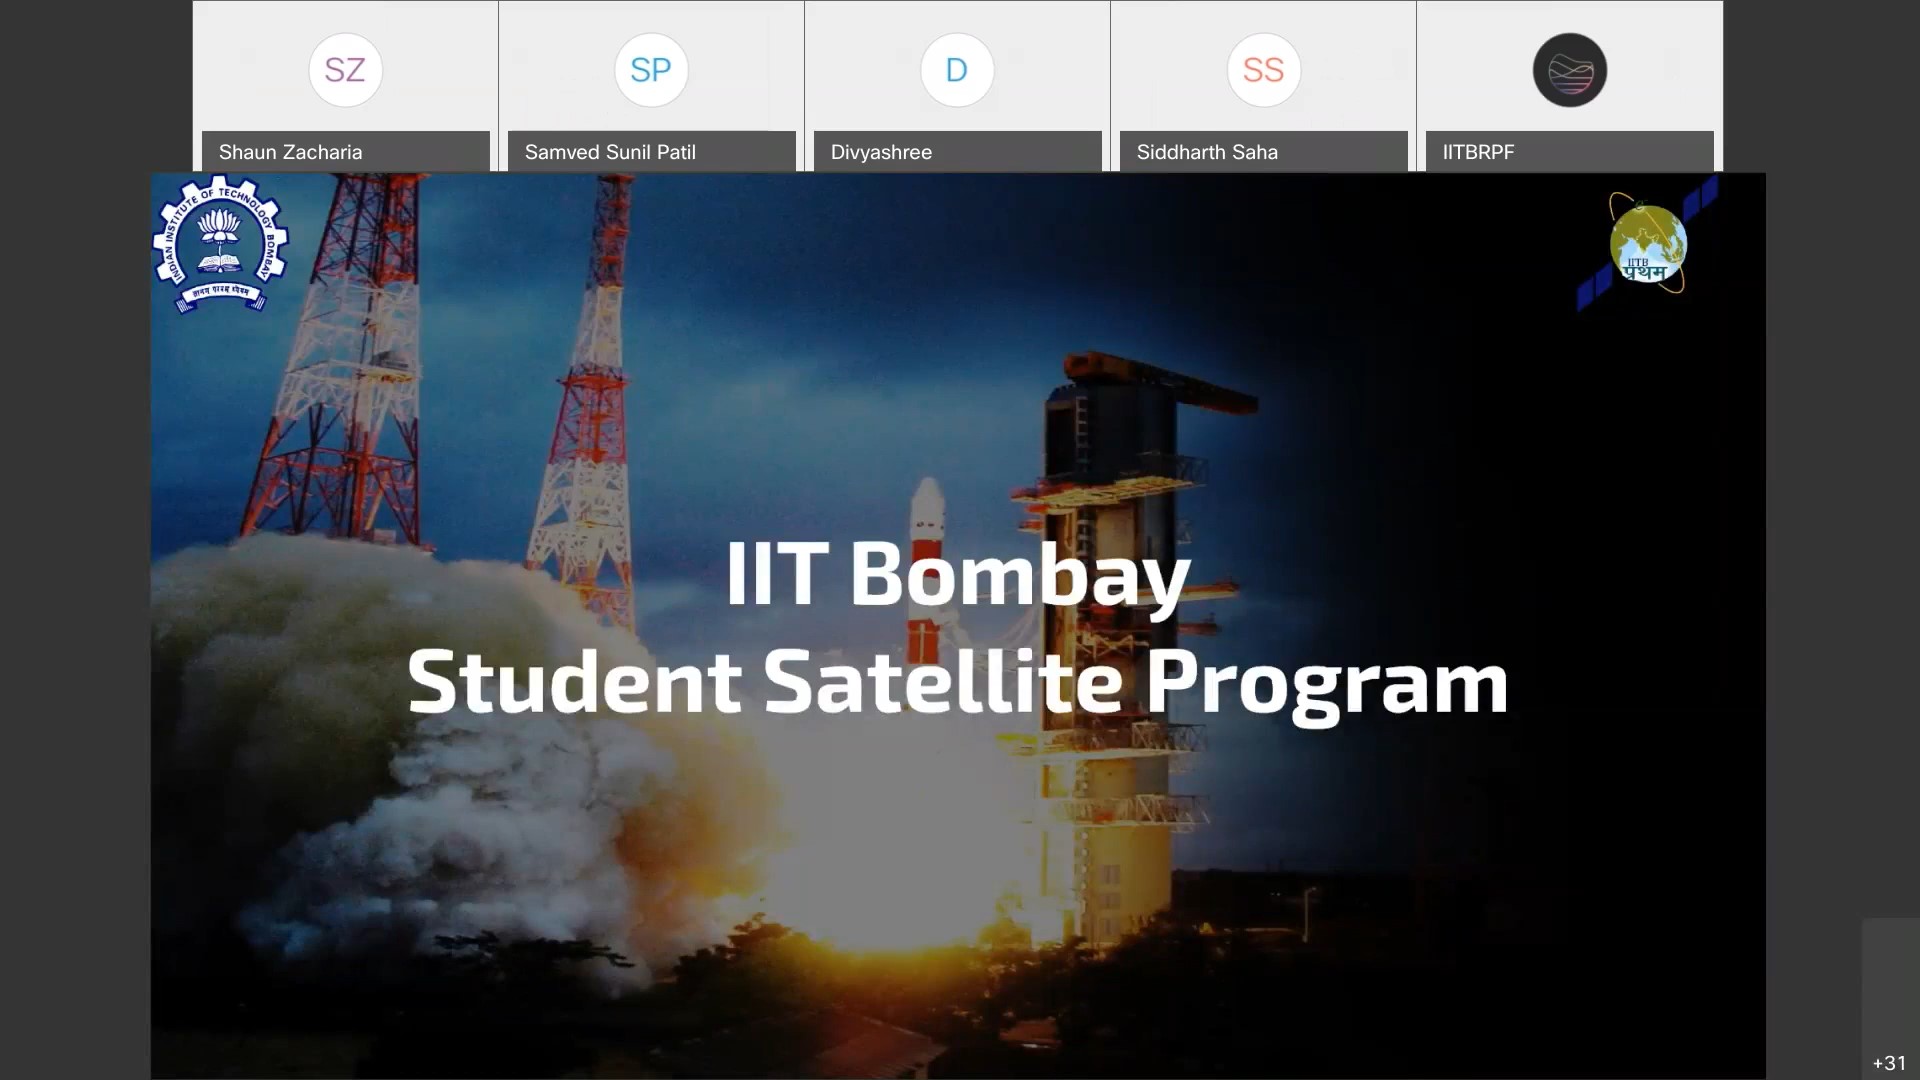 SZ
SP
D
SS
Shaun Zacharia
Samved Sunil Patil
Divyashree
Siddharth Saha
IITBRPF
INDIAN INSTITUTE OF TECHNOLOGY BOMBAY
ज्ञानम् परमम् ध्येयम्
IITB
प्रथम
IIT Bombay
Student Satellite Program
+31